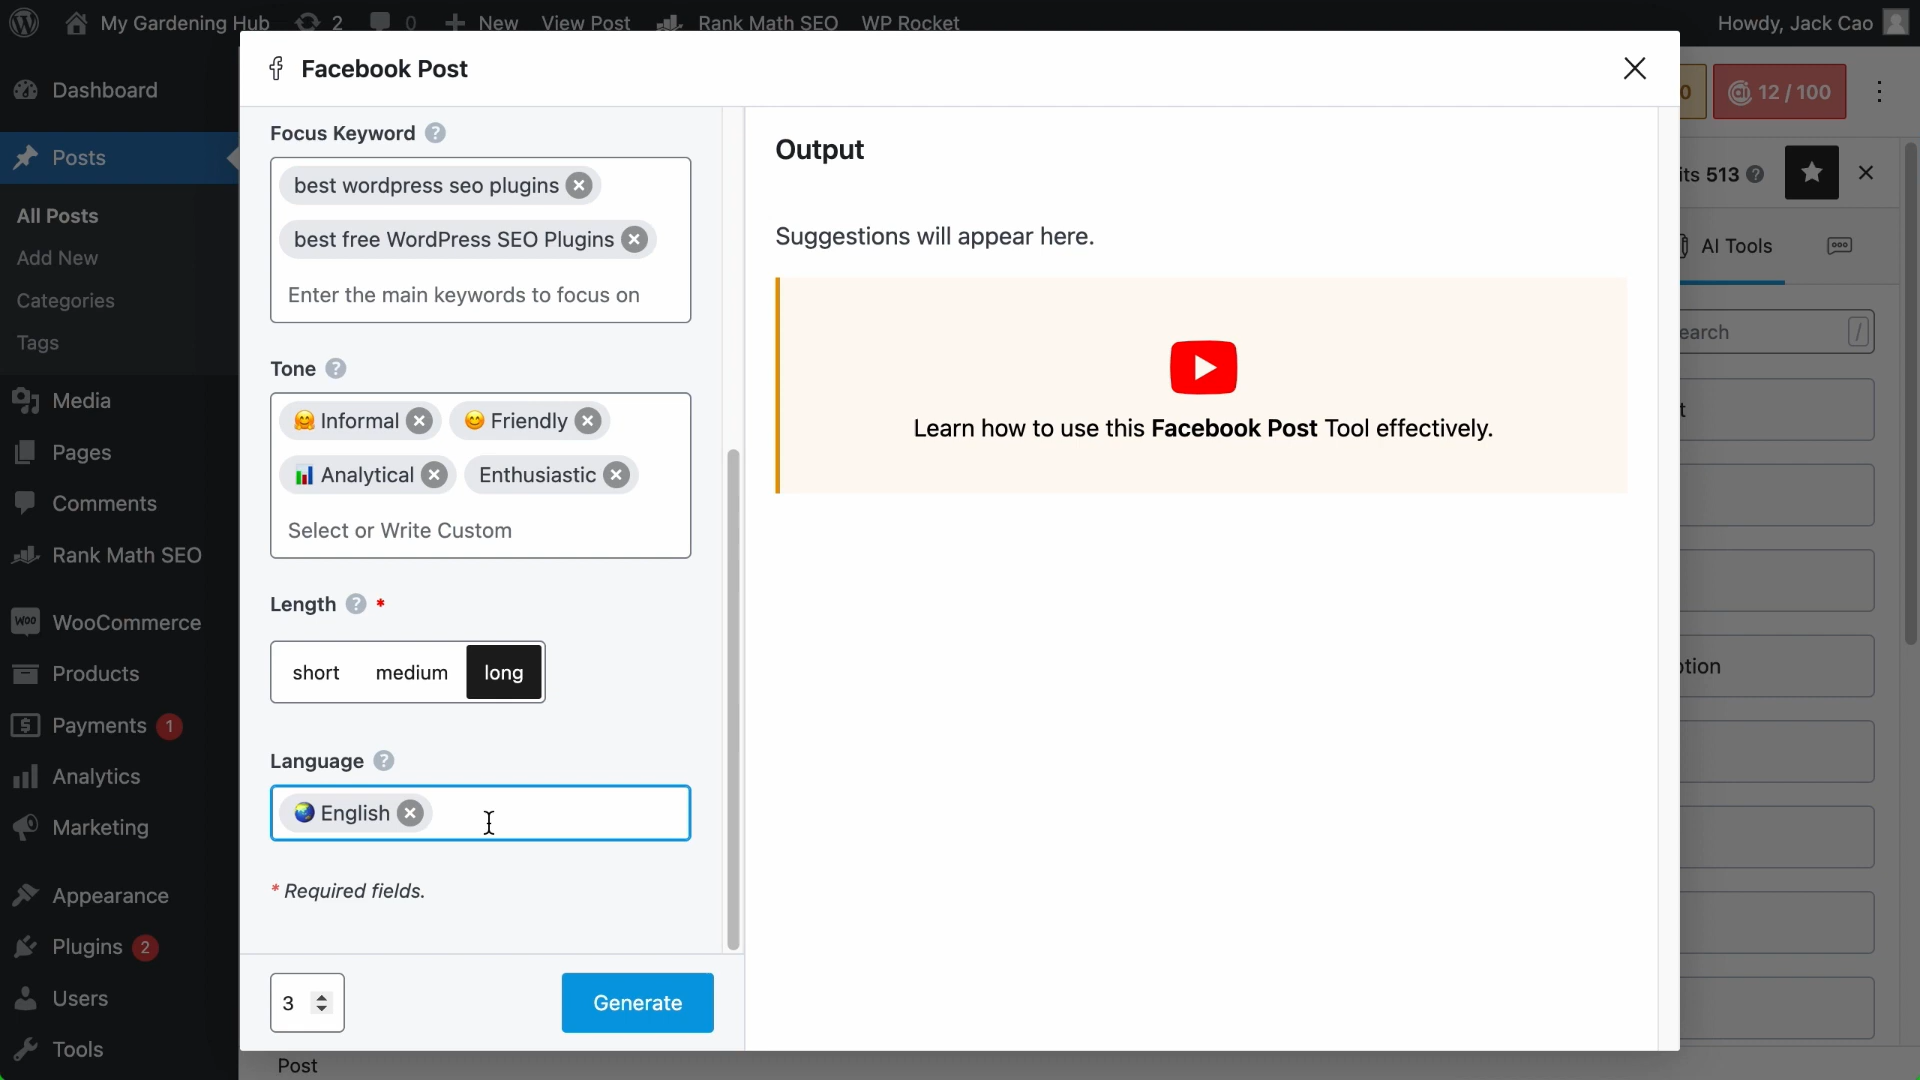 My Gardening Hub 2 0 New View Post Rank Math SEO WP Rocket Howdy, Jack Cao
Dashboard
Posts
All Posts
Add New
Categories
Tags
Media
Pages
Comments
Rank Math SEO
WooCommerce
Products
Payments 1
Analytics
Marketing
Appearance
Plugins 2
Users
Tools
Facebook Post
Focus Keyword ?
best wordpress seo plugins
best free WordPress SEO Plugins
Enter the main keywords to focus on
Tone ?
🤗 Informal 😊 Friendly
📊 Analytical Enthusiastic
Select or Write Custom
Length ? *
short medium long
Language ?
🌏 English
* Required fields.
3 Generate
Output
Suggestions will appear here.
Learn how to use this Facebook Post Tool effectively.
0 12 / 100
513 ?
AI Tools
/
Post